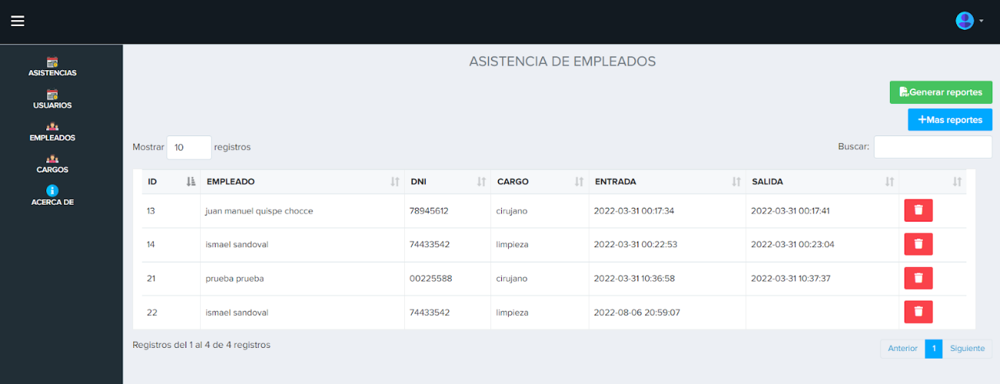 ASISTENCIA DE EMPLEADOS
ASISTENCIAS
USUARIOS
EMPLEADOS
CARGOS
ACERCA DE
Generar reportes
Mas reportes
Mostrar 10 registros
Buscar:
ID EMPLEADO DNI CARGO ENTRADA SALIDA
13 juan manuel quispe chocce 78945612 cirujano 2022-03-31 00:17:34 2022-03-31 00:17:41
14 ismael sandoval 74433542 limpieza 2022-03-31 00:22:53 2022-03-31 00:23:04
21 prueba prueba 00225588 cirujano 2022-03-31 10:36:58 2022-03-31 10:37:37
22 ismael sandoval 74433542 limpieza 2022-08-06 20:59:07
Registros del 1 al 4 de 4 registros
Anterior 1 Siguiente